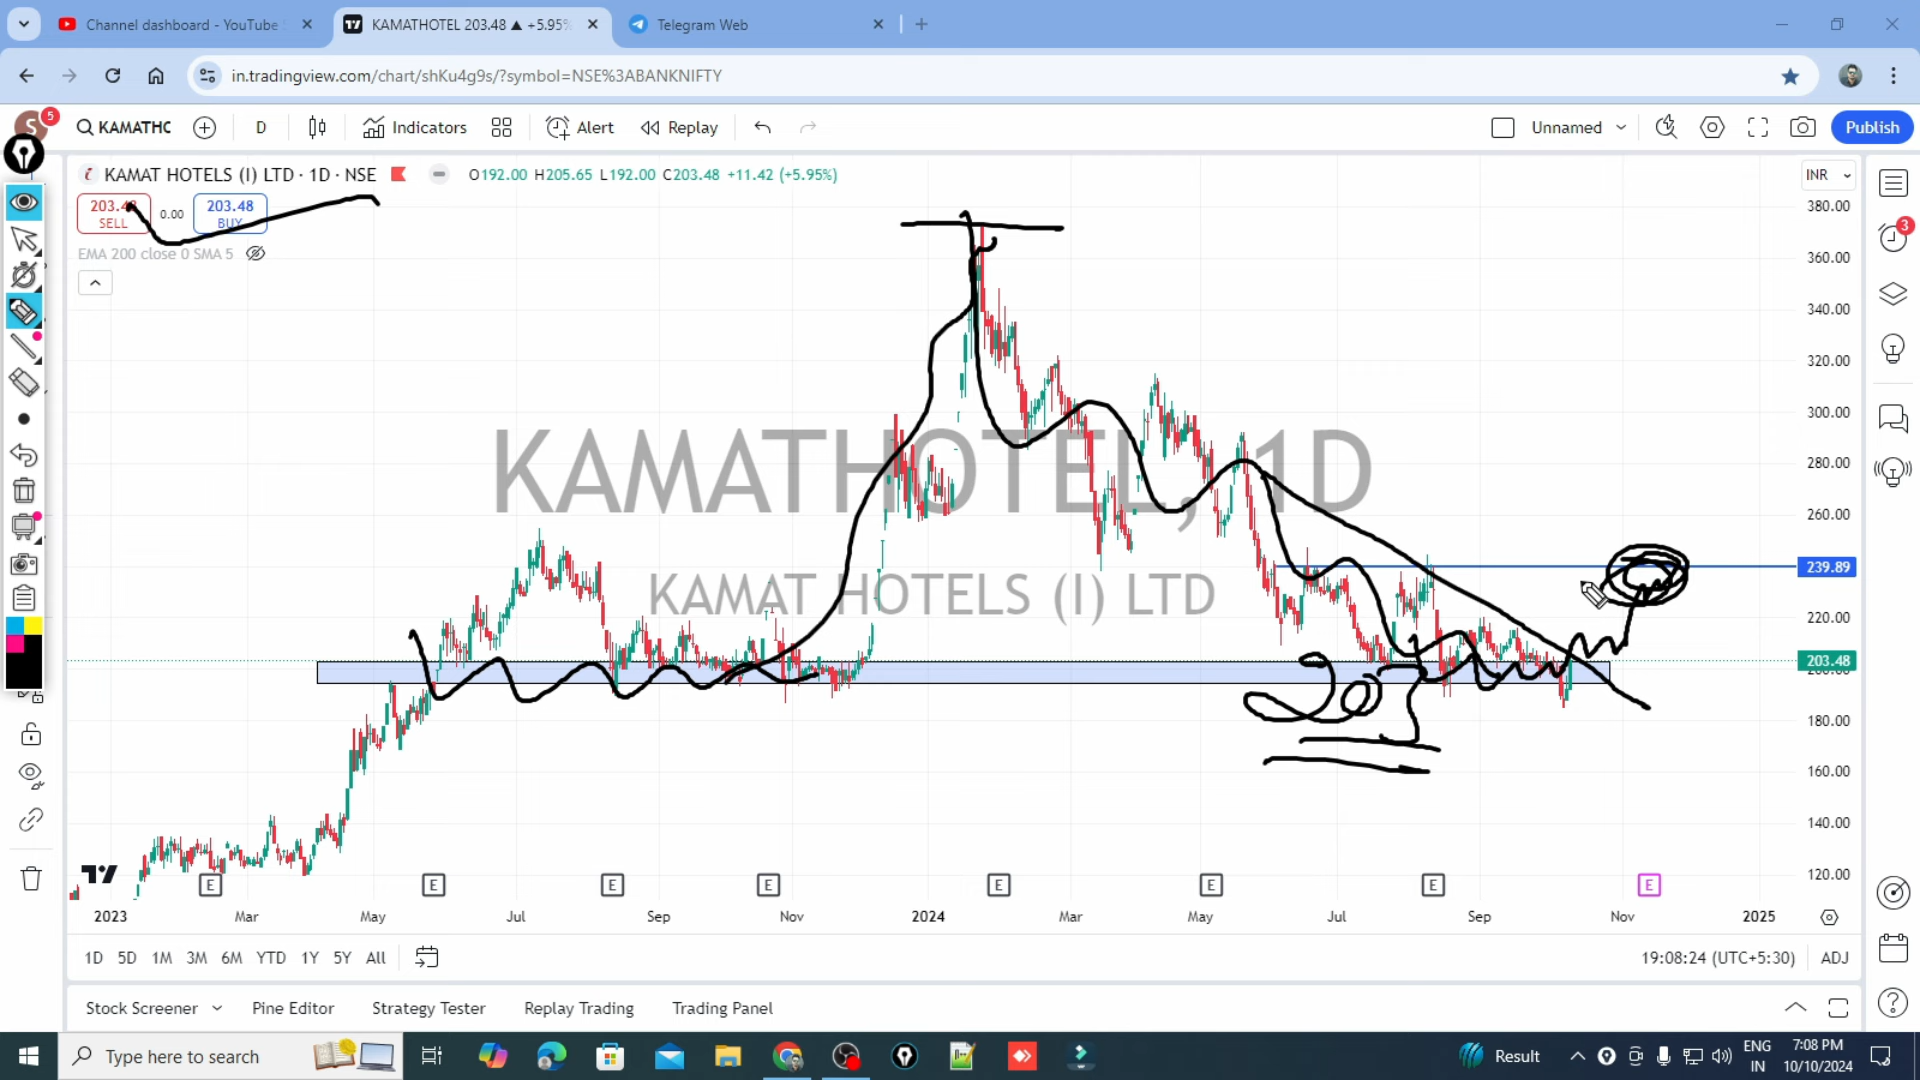 Channel dashboard - YouTube
KAMATHOTEL 203.48 ▲ +5.95%
Telegram Web
in.tradingview.com/chart/shKu4g9s/?symbol=NSE%3ABANKNIFTY
S
5
KAMATHC
D
Indicators
Alert
Replay
Unnamed
Publish
KAMAT HOTELS (I) LTD · 1D · NSE
O192.00 H205.65 L192.00 C203.48 +11.42 (+5.95%)
INR
203.48
SELL
0.00
203.48
BUY
EMA 200 close 0 SMA 5
3
380.00
360.00
340.00
320.00
300.00
280.00
260.00
239.89
220.00
203.48
200.00
180.00
160.00
140.00
120.00
KAMATHOTEL, 1D
KAMAT HOTELS (I) LTD
E
E
E
E
E
E
E
E
2023
Mar
May
Jul
Sep
Nov
2024
Mar
May
Jul
Sep
Nov
2025
1D 5D 1M 3M 6M YTD 1Y 5Y All
19:08:24 (UTC+5:30)
ADJ
Stock Screener
Pine Editor
Strategy Tester
Replay Trading
Trading Panel
Type here to search
Result
ENG
IN
7:08 PM
10/10/2024